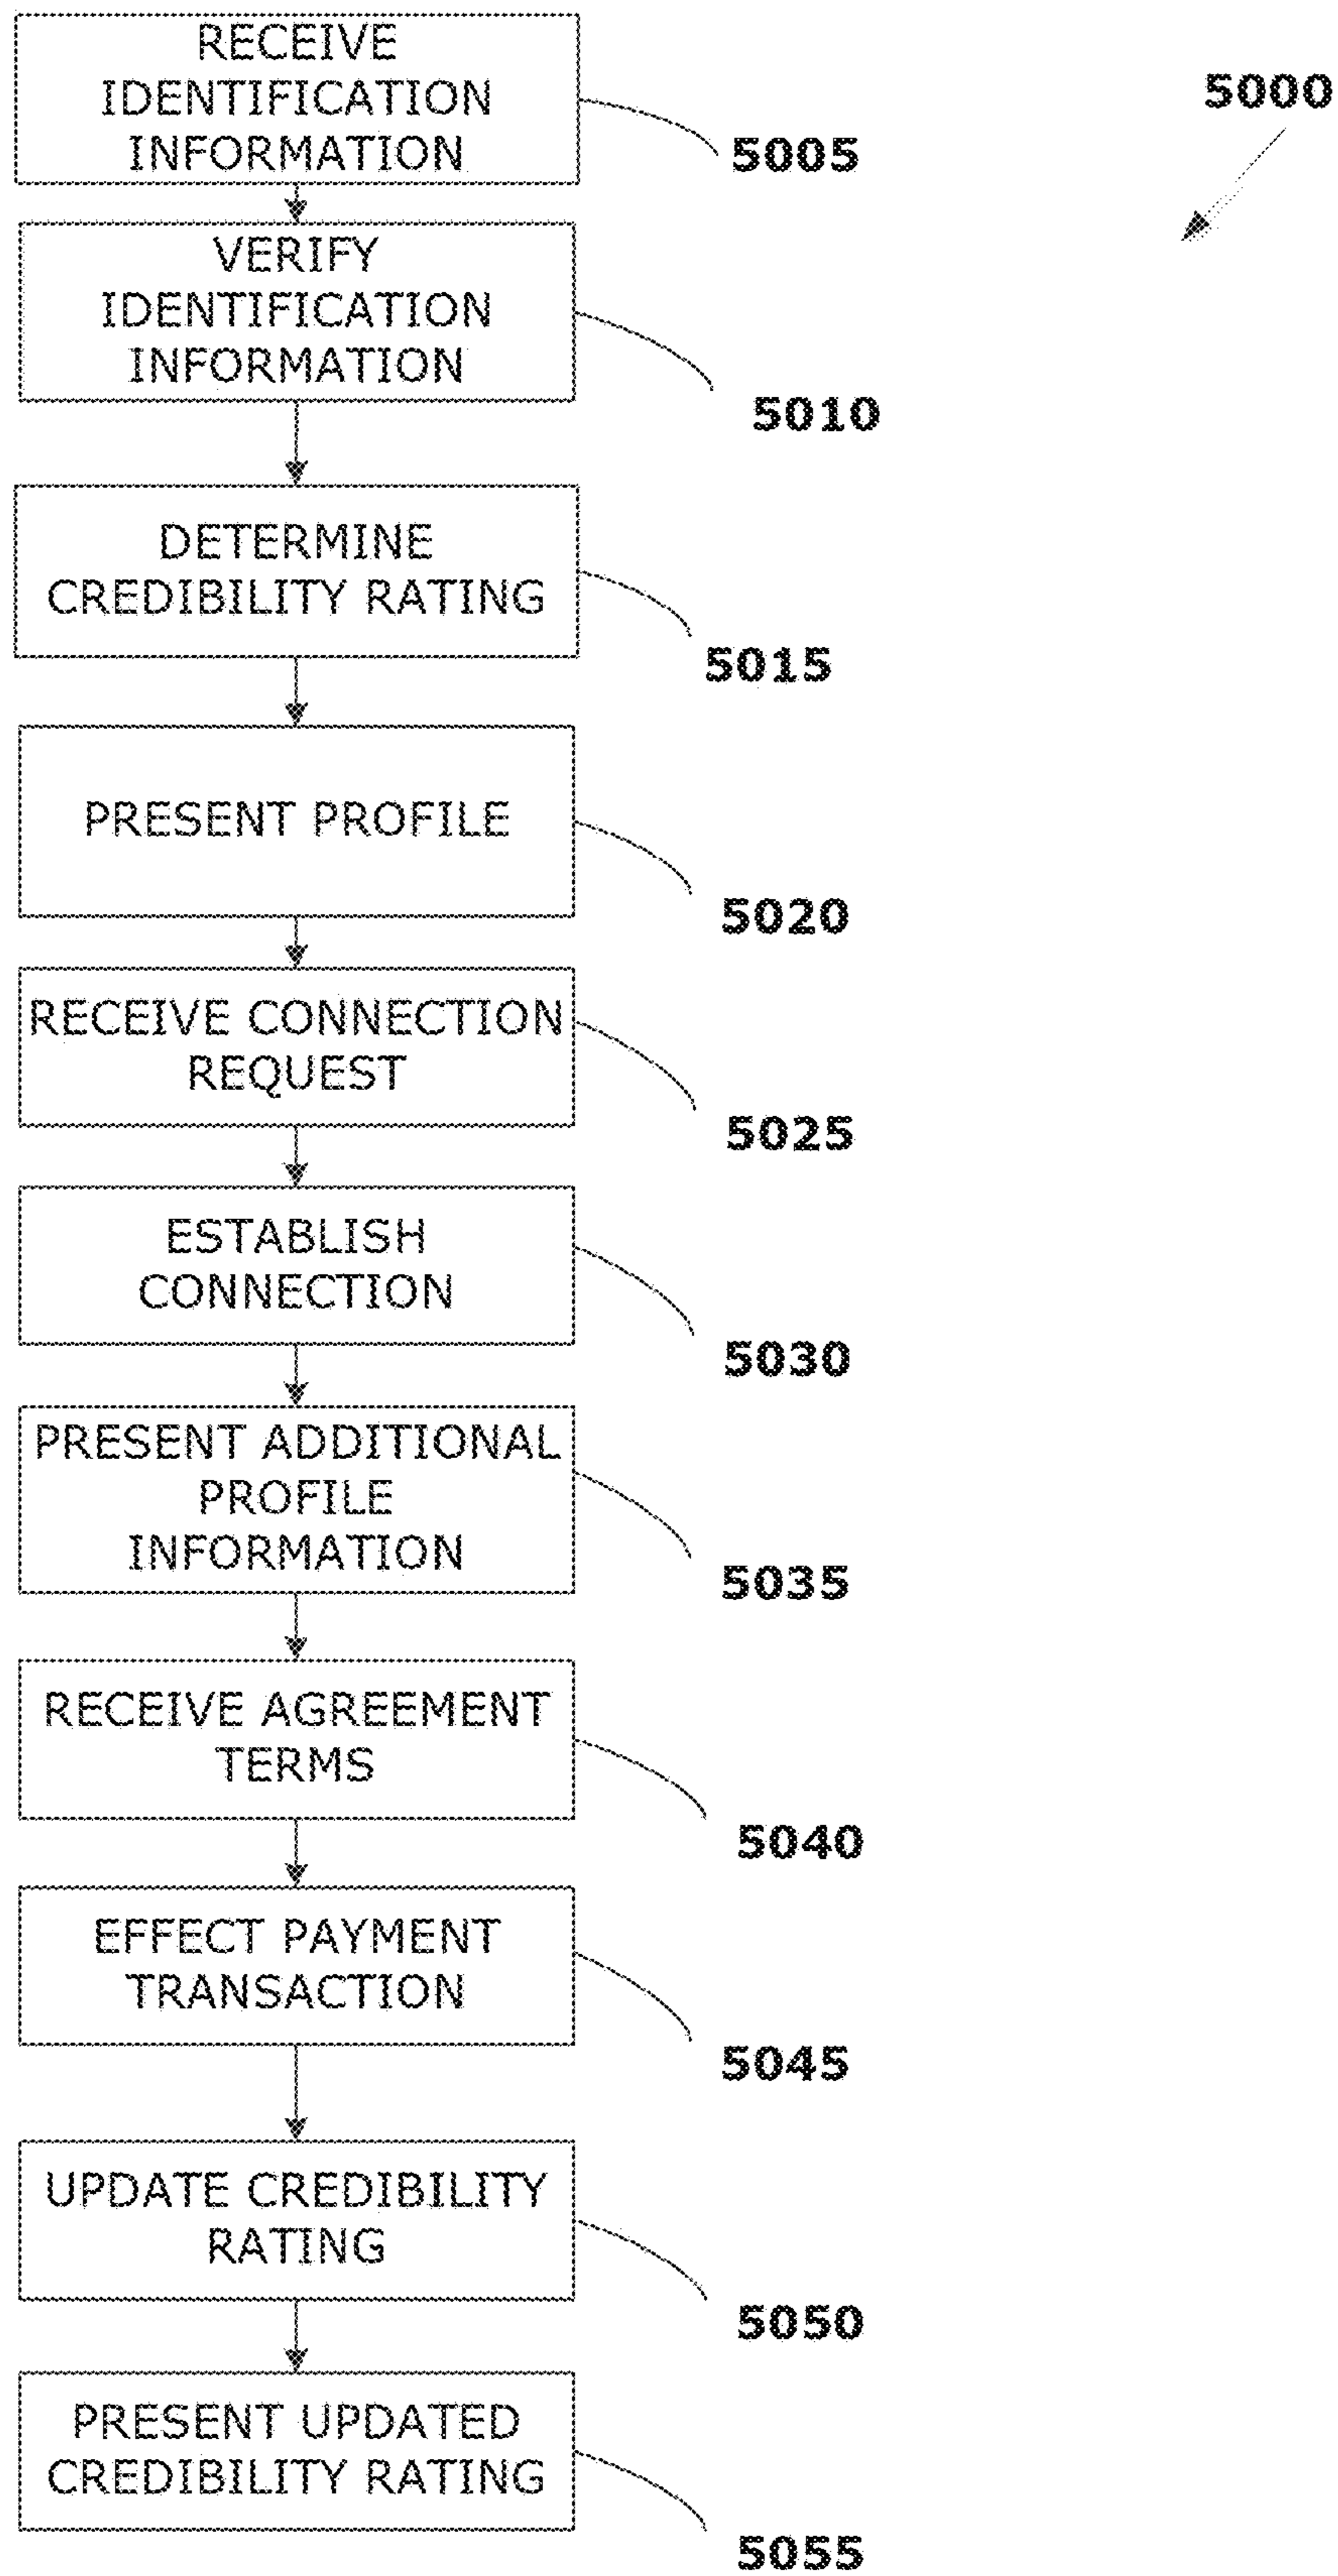 RECEIVE
IDENTIFICATION
INFORMATION
5005
5000
VERIFY
IDENTIFICATION
INFORMATION
5010
DETERMINE
CREDIBILITY RATING
5015
PRESENT PROFILE
5020
RECEIVE CONNECTION
REQUEST
5025
ESTABLISH
CONNECTION
5030
PRESENT ADDITIONAL
PROFILE
INFORMATION
5035
RECEIVE AGREEMENT
TERMS
5040
EFFECT PAYMENT
TRANSACTION
5045
UPDATE CREDIBILITY
RATING
5050
PRESENT UPDATED
CREDIBILITY RATING
5055